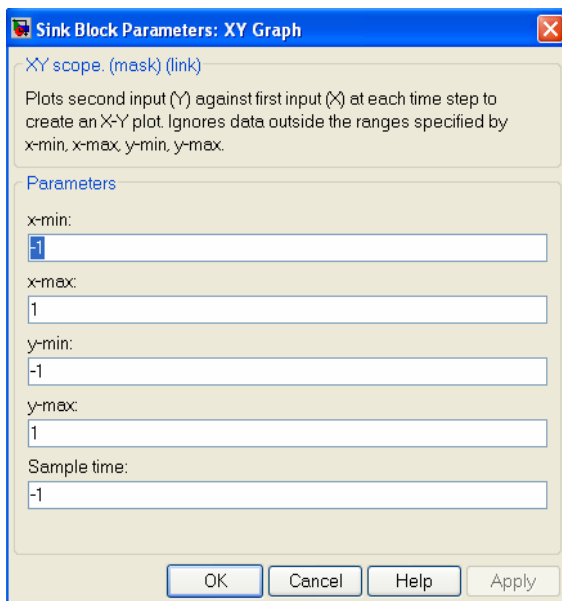 Sink Block Parameters: XY Graph
XY scope. (mask) (link)
Plots second input (Y) against first input (X) at each time step to
create an X-Y plot. Ignores data outside the ranges specified by
x-min, x-max, y-min, y-max.
Parameters
x-min:
-1
x-max:
1
y-min:
-1
y-max:
1
Sample time:
-1
OK Cancel Help Apply